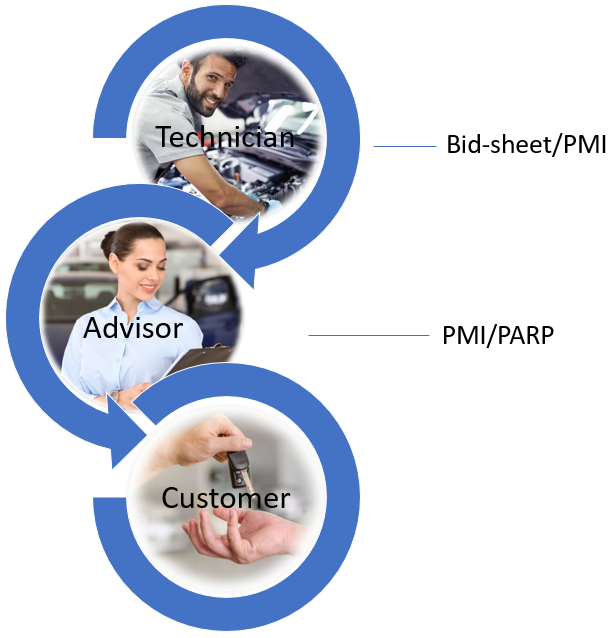 Technician
Bid-sheet/PMI
Advisor
PMI/PARP
Customer